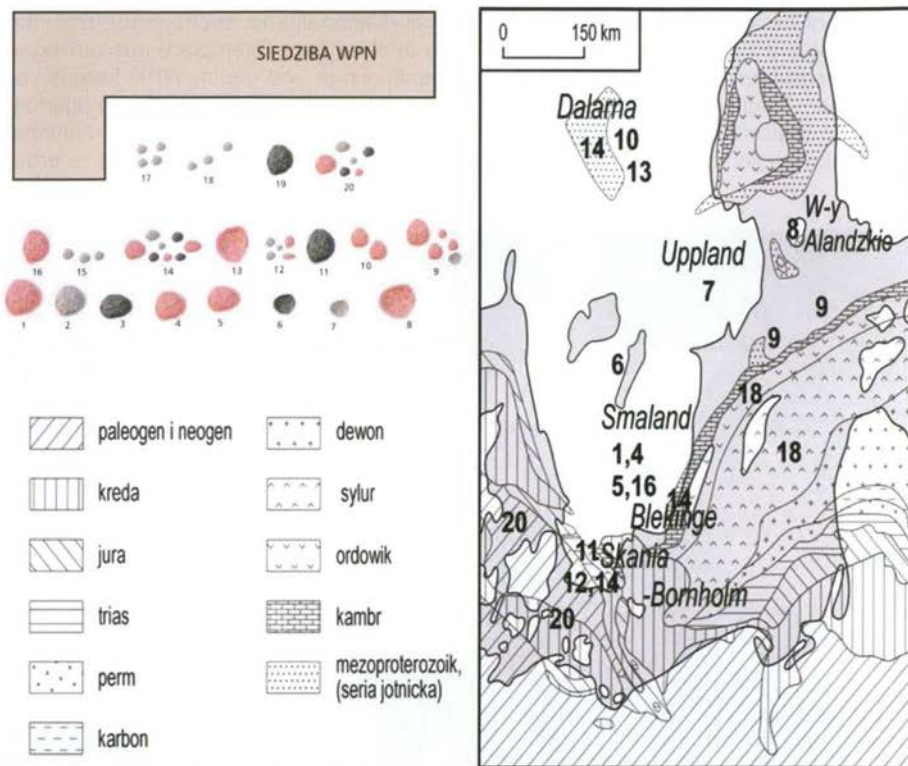 SIEDZIBA WPN
17 18 19 20
16 15 14 13 12 11 10 9
1 2 3 4 5 6 7 8
paleogen i neogen
kreda
jura
trias
perm
karbon
dewon
sylur
ordowik
kambr
mezoproterozoik,
(seria jotnicka)
0 150 km
Dalarna
14 10
13
W-y
8 Alandzkie
Uppland
7
9
9
6
18
Smaland
1,4
18
5,16 14
Blekinge
20
11 Skania
12,14 -Bornholm
20